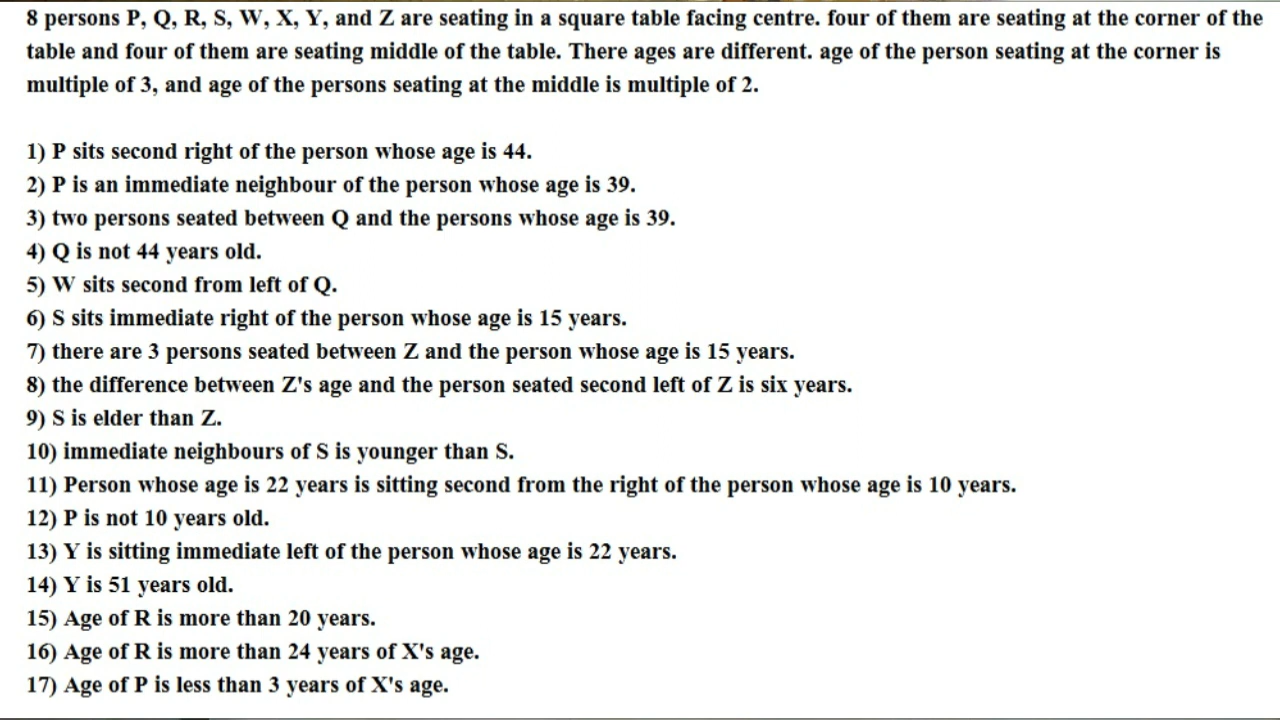 8 persons P, Q, R, S, W, X, Y, and Z are seating in a square table facing centre. four of them are seating at the corner of the
table and four of them are seating middle of the table. There ages are different. age of the person seating at the corner is
multiple of 3, and age of the persons seating at the middle is multiple of 2.
1) P sits second right of the person whose age is 44.
2) P is an immediate neighbour of the person whose age is 39.
3) two persons seated between Q and the persons whose age is 39.
4) Q is not 44 years old.
5) W sits second from left of Q.
6) S sits immediate right of the person whose age is 15 years.
7) there are 3 persons seated between Z and the person whose age is 15 years.
8) the difference between Z's age and the person seated second left of Z is six years.
9) S is elder than Z.
10) immediate neighbours of S is younger than S.
11) Person whose age is 22 years is sitting second from the right of the person whose age is 10 years.
12) P is not 10 years old.
13) Y is sitting immediate left of the person whose age is 22 years.
14) Y is 51 years old.
15) Age of R is more than 20 years.
16) Age of R is more than 24 years of X's age.
17) Age of P is less than 3 years of X's age.